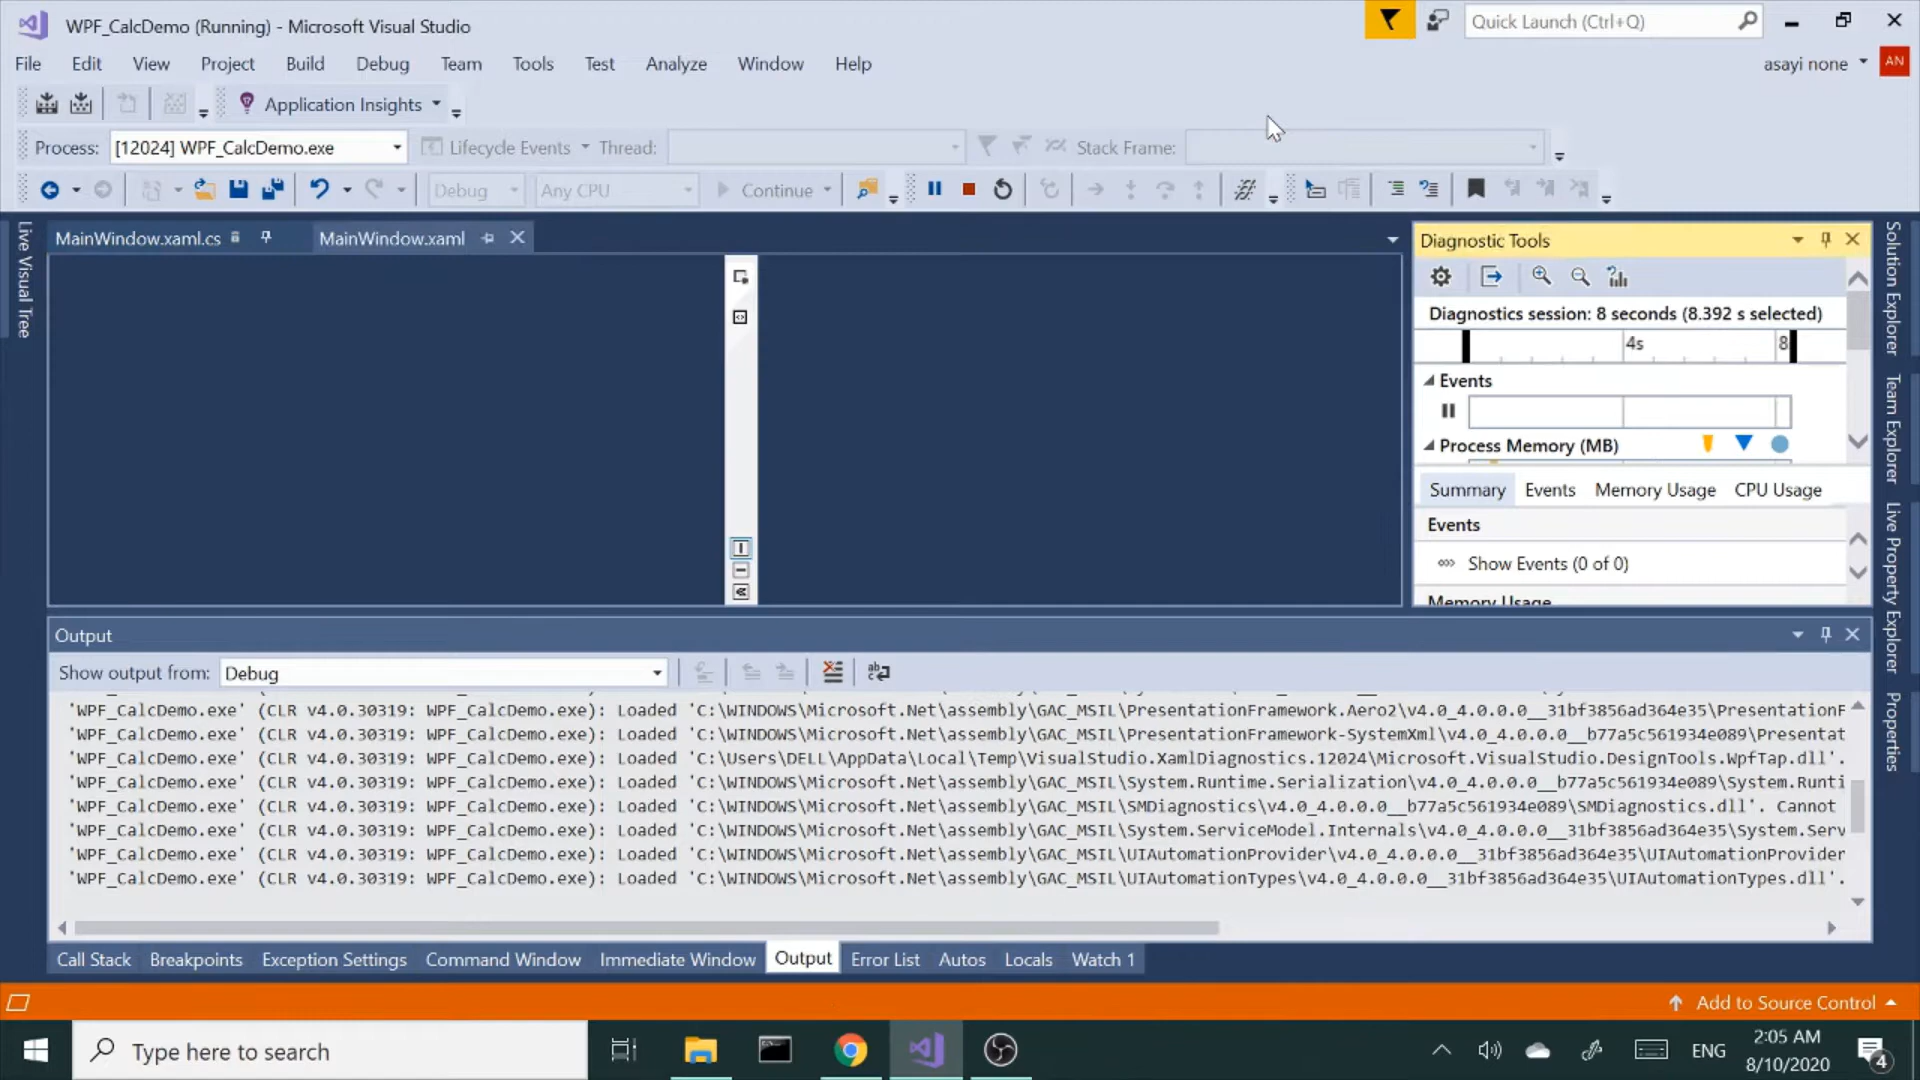 WPF_CalcDemo (Running) - Microsoft Visual Studio
Quick Launch (Ctrl+Q)
File Edit View Project Build Debug Team Tools Test Analyze Window Help
asayi none AN
Application Insights
Process: [12024] WPF_CalcDemo.exe Lifecycle Events Thread: Stack Frame:
Debug Any CPU Continue
Live Visual Tree
MainWindow.xaml.cs MainWindow.xaml
Diagnostic Tools
Diagnostics session: 8 seconds (8.392 s selected)
4s 8
Events
Process Memory (MB)
Summary Events Memory Usage CPU Usage
Events
Show Events (0 of 0)
Memory Usage
Solution Explorer
Team Explorer
Live Property Explorer
Properties
Output
Show output from: Debug
'WPF_CalcDemo.exe' (CLR v4.0.30319: WPF_CalcDemo.exe): Loaded 'C:\WINDOWS\Microsoft.Net\assembly\GAC_MSIL\PresentationFramework.Aero2\v4.0_4.0.0.0__31bf3856ad364e35\PresentationF
'WPF_CalcDemo.exe' (CLR v4.0.30319: WPF_CalcDemo.exe): Loaded 'C:\WINDOWS\Microsoft.Net\assembly\GAC_MSIL\PresentationFramework-SystemXml\v4.0_4.0.0.0__b77a5c561934e089\Presentat
'WPF_CalcDemo.exe' (CLR v4.0.30319: WPF_CalcDemo.exe): Loaded 'C:\Users\DELL\AppData\Local\Temp\VisualStudio.XamlDiagnostics.12024\Microsoft.VisualStudio.DesignTools.WpfTap.dll'.
'WPF_CalcDemo.exe' (CLR v4.0.30319: WPF_CalcDemo.exe): Loaded 'C:\WINDOWS\Microsoft.Net\assembly\GAC_MSIL\System.Runtime.Serialization\v4.0_4.0.0.0__b77a5c561934e089\System.Runti
'WPF_CalcDemo.exe' (CLR v4.0.30319: WPF_CalcDemo.exe): Loaded 'C:\WINDOWS\Microsoft.Net\assembly\GAC_MSIL\SMDiagnostics\v4.0_4.0.0.0__b77a5c561934e089\SMDiagnostics.dll'. Cannot
'WPF_CalcDemo.exe' (CLR v4.0.30319: WPF_CalcDemo.exe): Loaded 'C:\WINDOWS\Microsoft.Net\assembly\GAC_MSIL\System.ServiceModel.Internals\v4.0_4.0.0.0__31bf3856ad364e35\System.Serv
'WPF_CalcDemo.exe' (CLR v4.0.30319: WPF_CalcDemo.exe): Loaded 'C:\WINDOWS\Microsoft.Net\assembly\GAC_MSIL\UIAutomationProvider\v4.0_4.0.0.0__31bf3856ad364e35\UIAutomationProvider
'WPF_CalcDemo.exe' (CLR v4.0.30319: WPF_CalcDemo.exe): Loaded 'C:\WINDOWS\Microsoft.Net\assembly\GAC_MSIL\UIAutomationTypes\v4.0_4.0.0.0__31bf3856ad364e35\UIAutomationTypes.dll'.
Call Stack Breakpoints Exception Settings Command Window Immediate Window Output Error List Autos Locals Watch 1
Add to Source Control
Type here to search
ENG
2:05 AM
8/10/2020
4